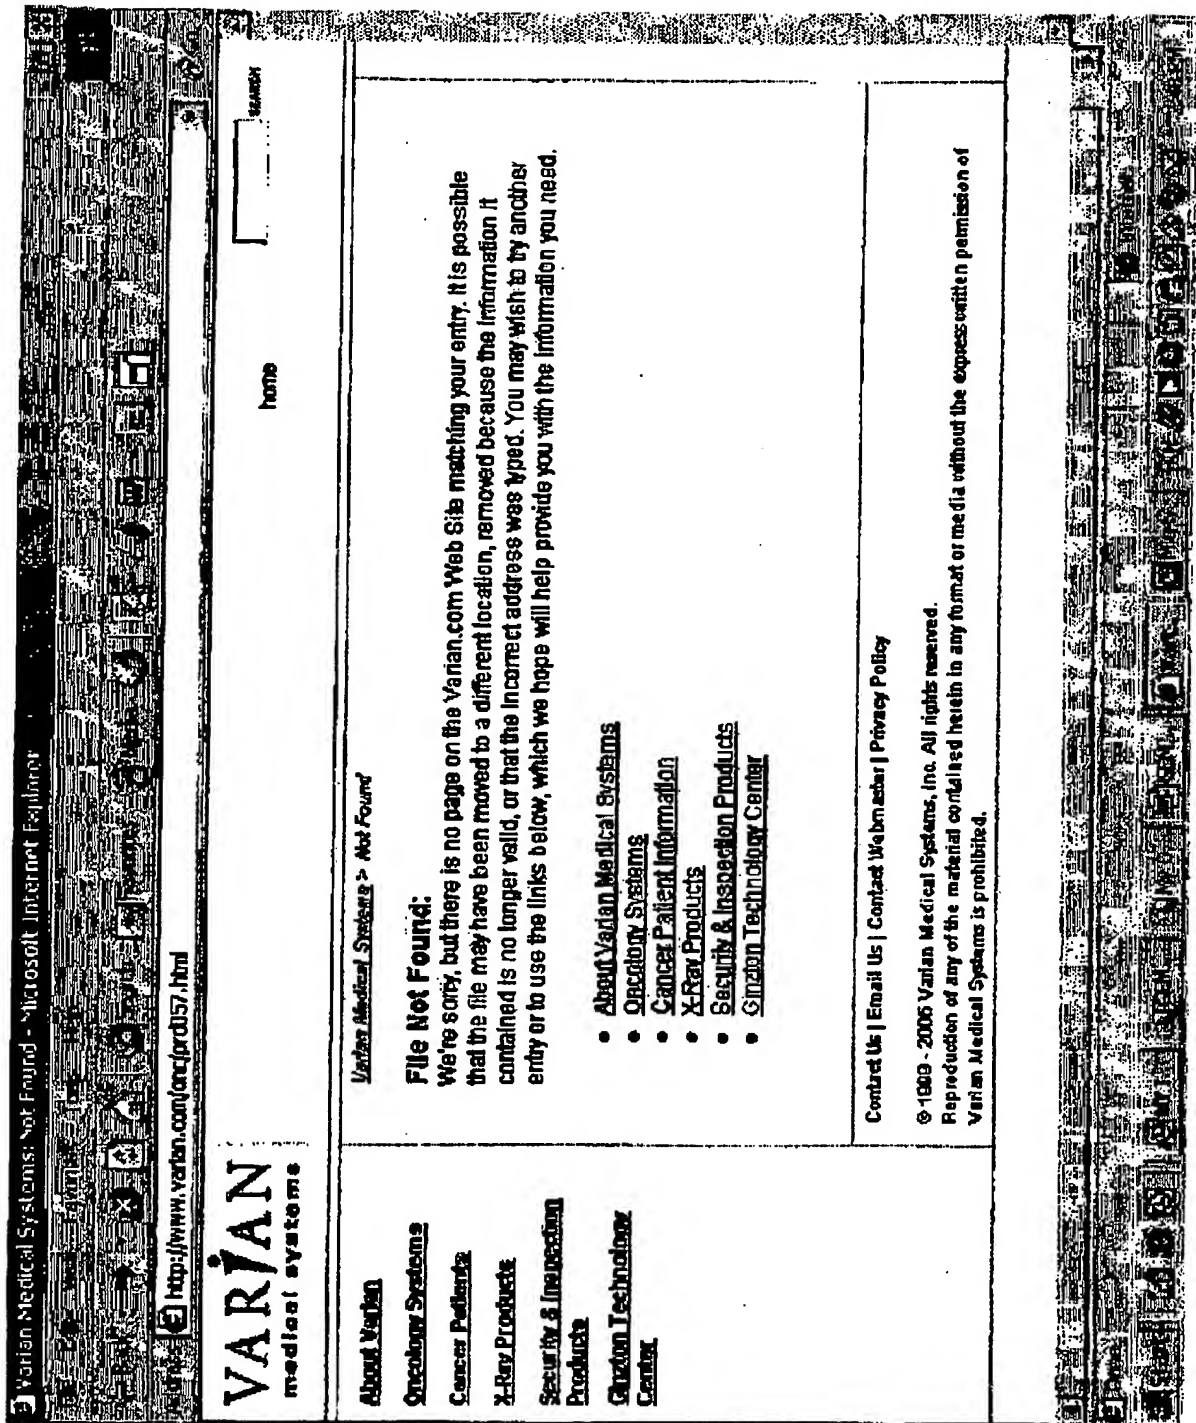 Varian Medical Systems: Not Found - Microsoft Internet Explorer
http://www.varian.com/onc/prd057.html
VARIAN
medical systems
SEARCH
home
About Varian
Oncology Systems
Cancer Patients
X-Ray Products
Security & Inspection
Products
Ginzton Technology
Center
Varian Medical Systems > Not Found
File Not Found:
We're sorry, but there is no page on the Varian.com Web Site matching your entry. It is possible
that the file may have been moved to a different location, removed because the information it
contained is no longer valid, or that the incorrect address was typed. You may wish to try another
entry or to use the links below, which we hope will help provide you with the information you need.
• About Varian Medical Systems
• Oncology Systems
• Cancer Patient Information
• X-Ray Products
• Security & Inspection Products
• Ginzton Technology Center
Contact Us | Email Us | Contact Webmaster | Privacy Policy
© 1999 - 2005 Varian Medical Systems, Inc. All rights reserved.
Reproduction of any of the material contained herein in any format or media without the express written permission of
Varian Medical Systems is prohibited.